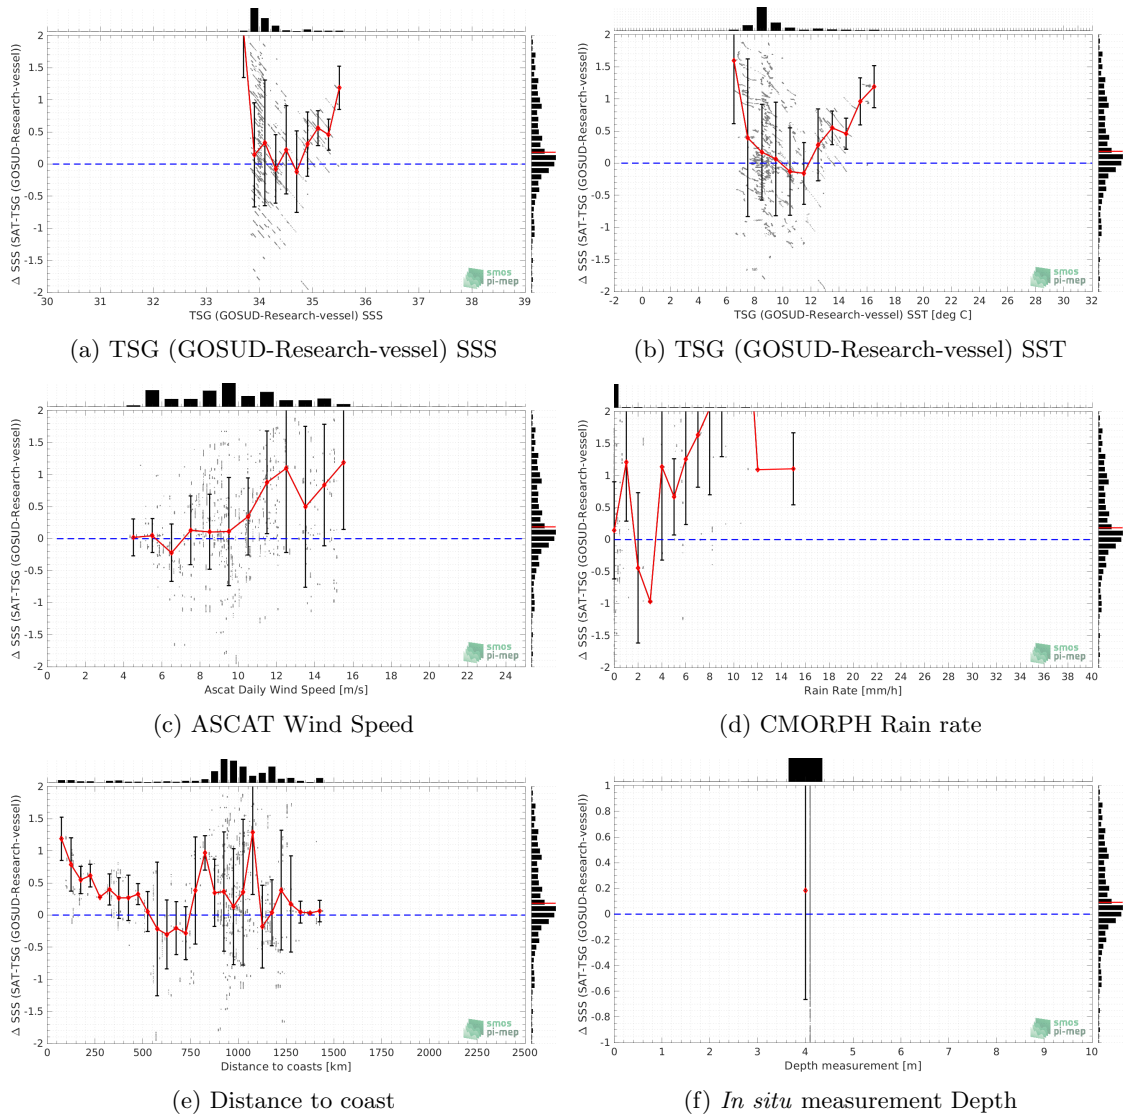 2
1.5
1
0.5
0
-0.5
-1
-1.5
-2
30 31 32 33 34 35 36 37 38 39
Δ SSS (SAT-TSG (GOSUD-Research-vessel))
TSG (GOSUD-Research-vessel) SSS
smos
pi-mep
(a) TSG (GOSUD-Research-vessel) SSS
2
1.5
1
0.5
0
-0.5
-1
-1.5
-2
-2 0 2 4 6 8 10 12 14 16 18 20 22 24 26 28 30 32
Δ SSS (SAT-TSG (GOSUD-Research-vessel))
TSG (GOSUD-Research-vessel) SST [deg C]
smos
pi-mep
(b) TSG (GOSUD-Research-vessel) SST
2
1.5
1
0.5
0
-0.5
-1
-1.5
-2
0 2 4 6 8 10 12 14 16 18 20 22 24
Δ SSS (SAT-TSG (GOSUD-Research-vessel))
Ascat Daily Wind Speed [m/s]
smos
pi-mep
(c) ASCAT Wind Speed
2
1.5
1
0.5
0
-0.5
-1
-1.5
-2
0 2 4 6 8 10 12 14 16 18 20 22 24 26 28 30 32 34 36 38 40
Δ SSS (SAT-TSG (GOSUD-Research-vessel))
Rain Rate [mm/h]
smos
pi-mep
(d) CMORPH Rain rate
2
1.5
1
0.5
0
-0.5
-1
-1.5
-2
0 250 500 750 1000 1250 1500 1750 2000 2250 2500
Δ SSS (SAT-TSG (GOSUD-Research-vessel))
Distance to coasts [km]
smos
pi-mep
(e) Distance to coast
1
0.8
0.6
0.4
0.2
0
-0.2
-0.4
-0.6
-0.8
-1
0 1 2 3 4 5 6 7 8 9 10
Δ SSS (SAT-TSG (GOSUD-Research-vessel))
Depth measurement [m]
smos
pi-mep
(f) In situ measurement Depth